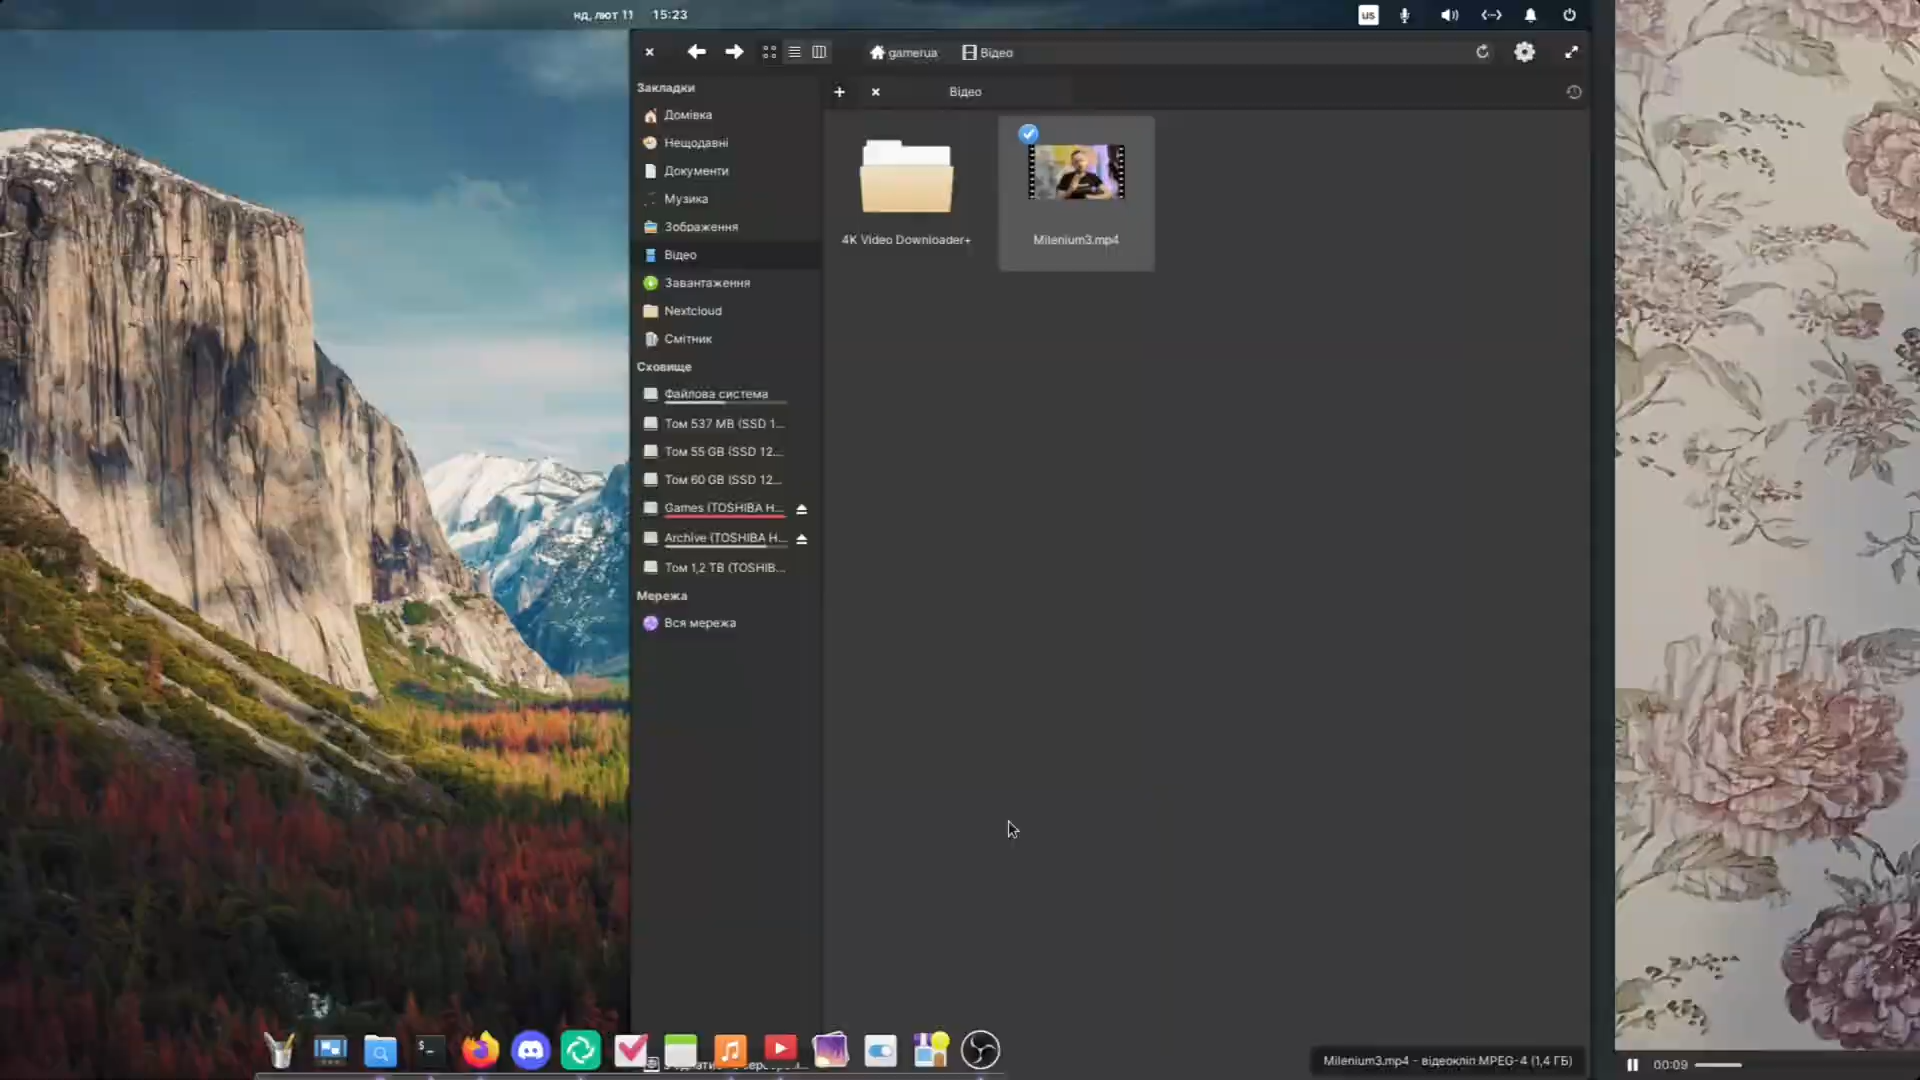 нд, лют 11 15:23
us
gamerua Відео
Закладки
Відео
Домівка
Нещодавні
Документи
Музика
Зображення
Відео
Завантаження
Nextcloud
Смітник
4K Video Downloader+
Milenium3.mp4
Сховище
Файлова система
Том 537 MB (SSD 1...
Том 55 GB (SSD 12...
Том 60 GB (SSD 12...
Games (TOSHIBA H...
Archive (TOSHIBA H...
Том 1,2 TB (TOSHIB...
Мережа
Вся мережа
Milenium3.mp4 – відеокліп MPEG-4 (1,4 ГБ)
00:09